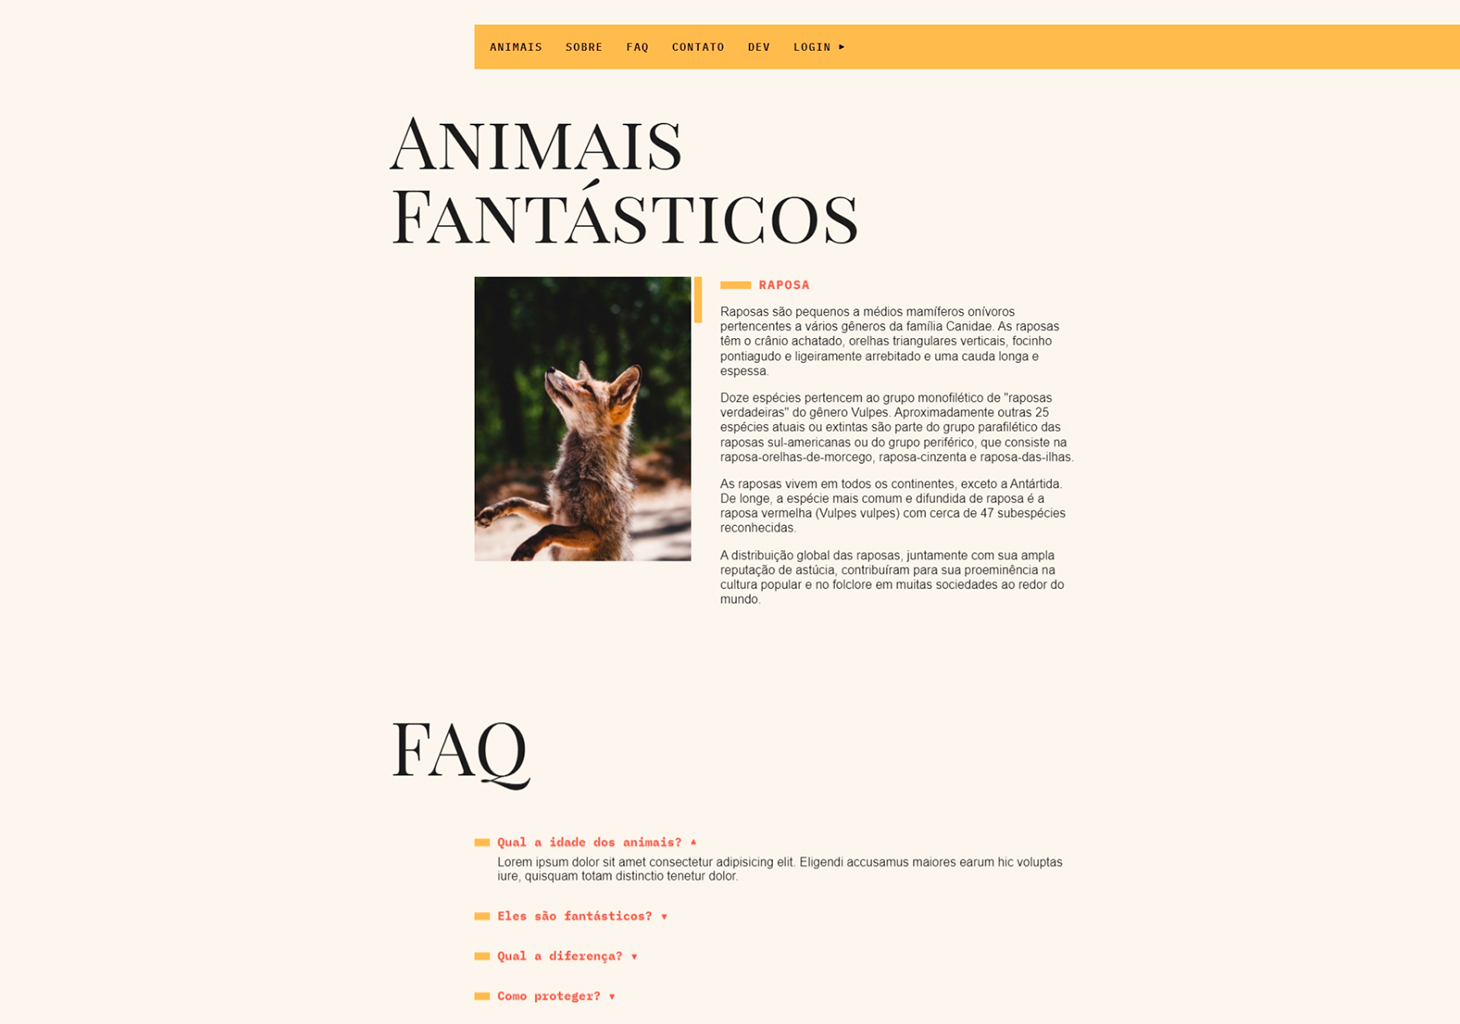 ANIMAIS SOBRE FAQ CONTATO DEV LOGIN ▸
Animais
Fantásticos
RAPOSA
Raposas são pequenos a médios mamíferos onívoros
pertencentes a vários gêneros da família Canidae. As raposas
têm o crânio achatado, orelhas triangulares verticais, focinho
pontiagudo e ligeiramente arrebitado e uma cauda longa e
espessa.
Doze espécies pertencem ao grupo monofilético de "raposas
verdadeiras" do gênero Vulpes. Aproximadamente outras 25
espécies atuais ou extintas são parte do grupo parafilético das
raposas sul-americanas ou do grupo periférico, que consiste na
raposa-orelhas-de-morcego, raposa-cinzenta e raposa-das-ilhas.
As raposas vivem em todos os continentes, exceto a Antártida.
De longe, a espécie mais comum e difundida de raposa é a
raposa vermelha (Vulpes vulpes) com cerca de 47 subespécies
reconhecidas.
A distribuição global das raposas, juntamente com sua ampla
reputação de astúcia, contribuíram para sua proeminência na
cultura popular e no folclore em muitas sociedades ao redor do
mundo.
FAQ
Qual a idade dos animais? ▴
Lorem ipsum dolor sit amet consectetur adipisicing elit. Eligendi accusamus maiores earum hic voluptas
iure, quisquam totam distinctio tenetur dolor.
Eles são fantásticos? ▾
Qual a diferença? ▾
Como proteger? ▾